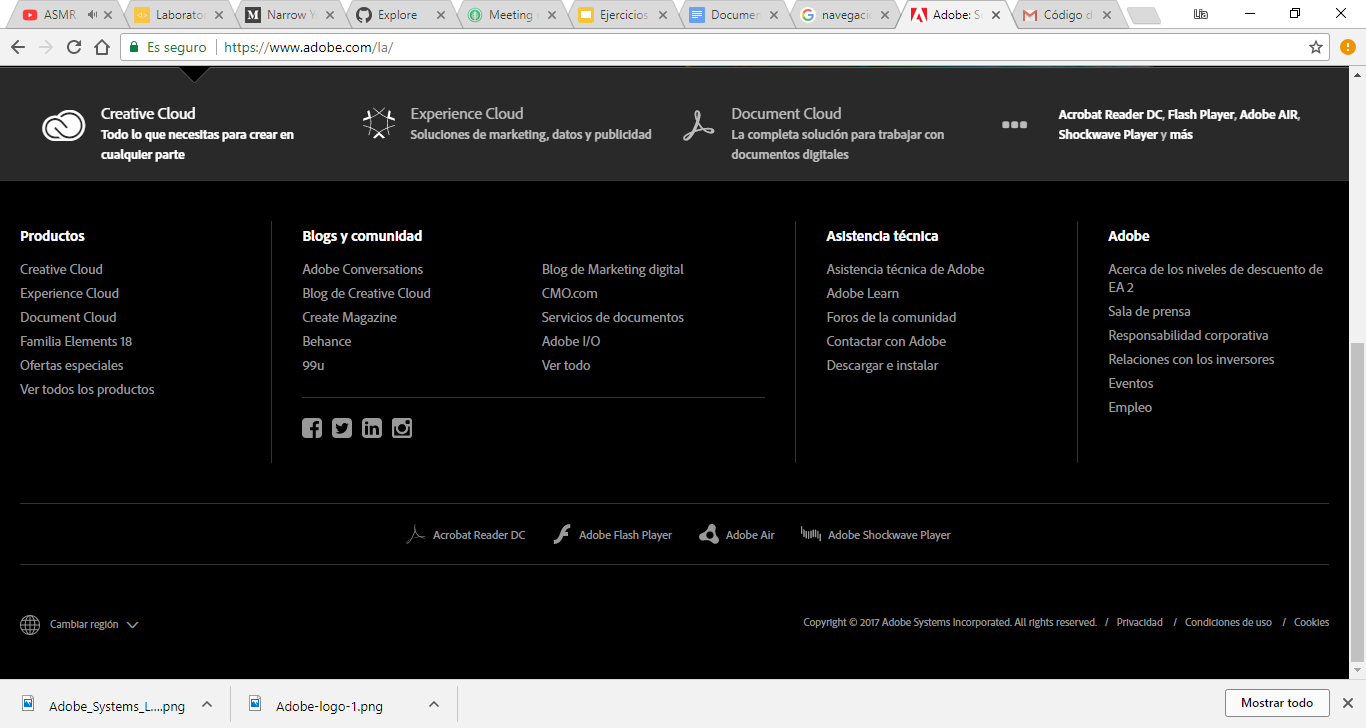 ASMR
Laborato
Narrow Y
Explore
Meeting
Ejercicios
Documen
navegaci
Adobe: S
Código d
Es seguro
https://www.adobe.com/la/
Creative Cloud
Todo lo que necesitas para crear en
cualquier parte
Experience Cloud
Soluciones de marketing, datos y publicidad
Document Cloud
La completa solución para trabajar con
documentos digitales
Acrobat Reader DC, Flash Player, Adobe AIR,
Shockwave Player y más
Productos
Creative Cloud
Experience Cloud
Document Cloud
Familia Elements 18
Ofertas especiales
Ver todos los productos
Blogs y comunidad
Adobe Conversations
Blog de Creative Cloud
Create Magazine
Behance
99u
Blog de Marketing digital
CMO.com
Servicios de documentos
Adobe I/O
Ver todo
Asistencia técnica
Asistencia técnica de Adobe
Adobe Learn
Foros de la comunidad
Contactar con Adobe
Descargar e instalar
Adobe
Acerca de los niveles de descuento de
EA 2
Sala de prensa
Responsabilidad corporativa
Relaciones con los inversores
Eventos
Empleo
Acrobat Reader DC
Adobe Flash Player
Adobe Air
Adobe Shockwave Player
Cambiar región
Copyright © 2017 Adobe Systems Incorporated. All rights reserved. / Privacidad / Condiciones de uso / Cookies
Adobe_Systems_L....png
Adobe-logo-1.png
Mostrar todo